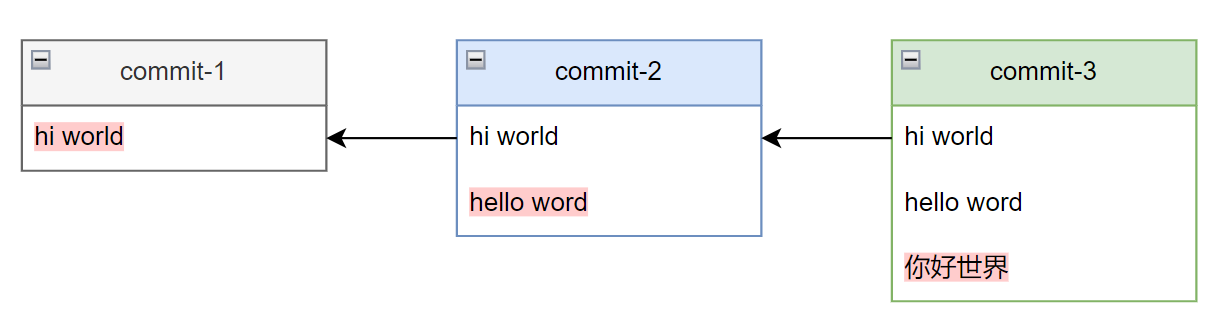 commit-1
hi world
commit-2
hi world
hello word
commit-3
hi world
hello word
你好世界